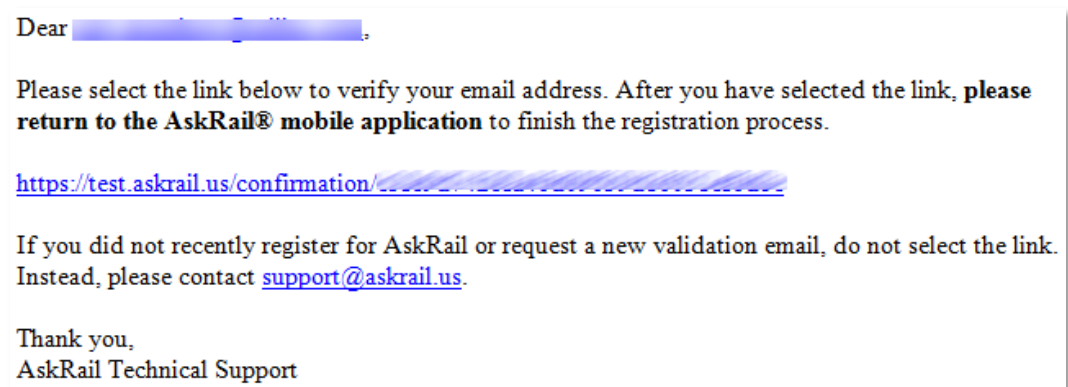 Dear ,
Please select the link below to verify your email address. After you have selected the link, please
return to the AskRail® mobile application to finish the registration process.
https://test.askrail.us/confirmation/
If you did not recently register for AskRail or request a new validation email, do not select the link.
Instead, please contact support@askrail.us.
Thank you,
AskRail Technical Support